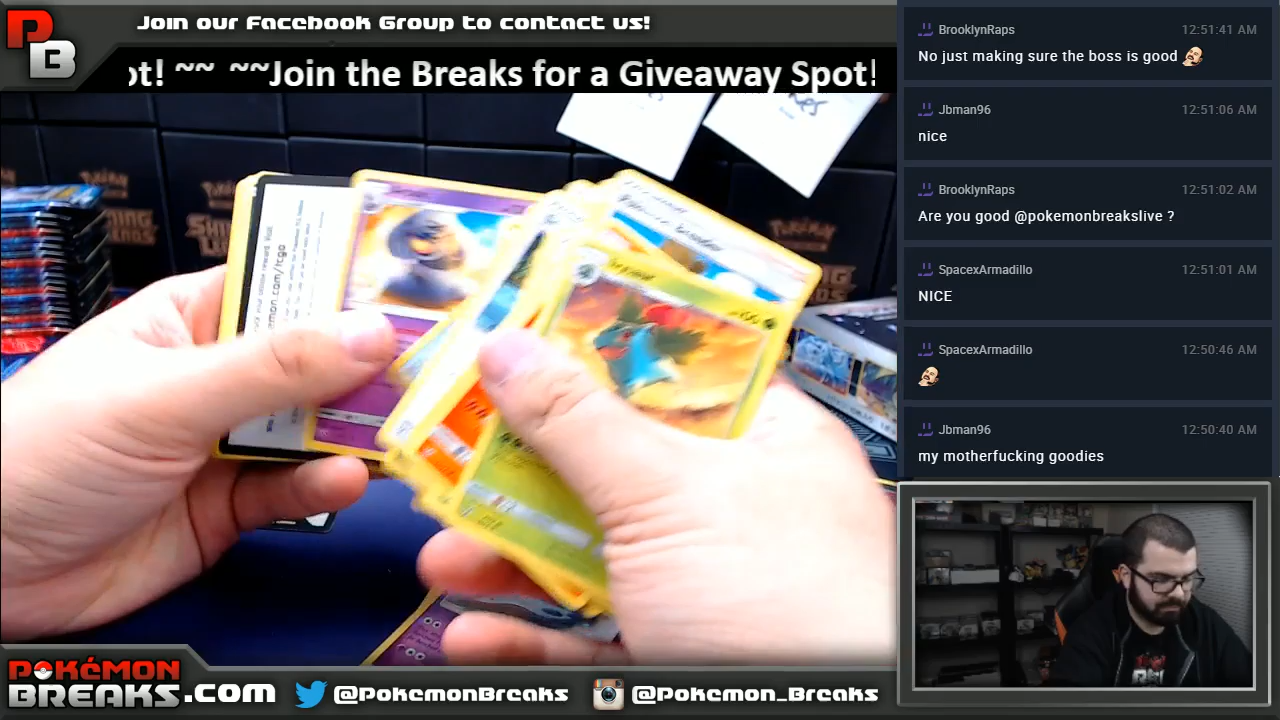 PB
Join our Facebook Group to contact us!
ot! ~~ ~~Join the Breaks for a Giveaway Spot!
BrooklynRaps 12:51:41 AM
No just making sure the boss is good
Jbman96 12:51:06 AM
nice
BrooklynRaps 12:51:02 AM
Are you good @pokemonbreakslive ?
SpacexArmadillo 12:51:01 AM
NICE
SpacexArmadillo 12:50:46 AM
Jbman96 12:50:40 AM
my motherfucking goodies
POKéMON
BREAKS.com
@PokemonBreaks
@Pokemon_Breaks